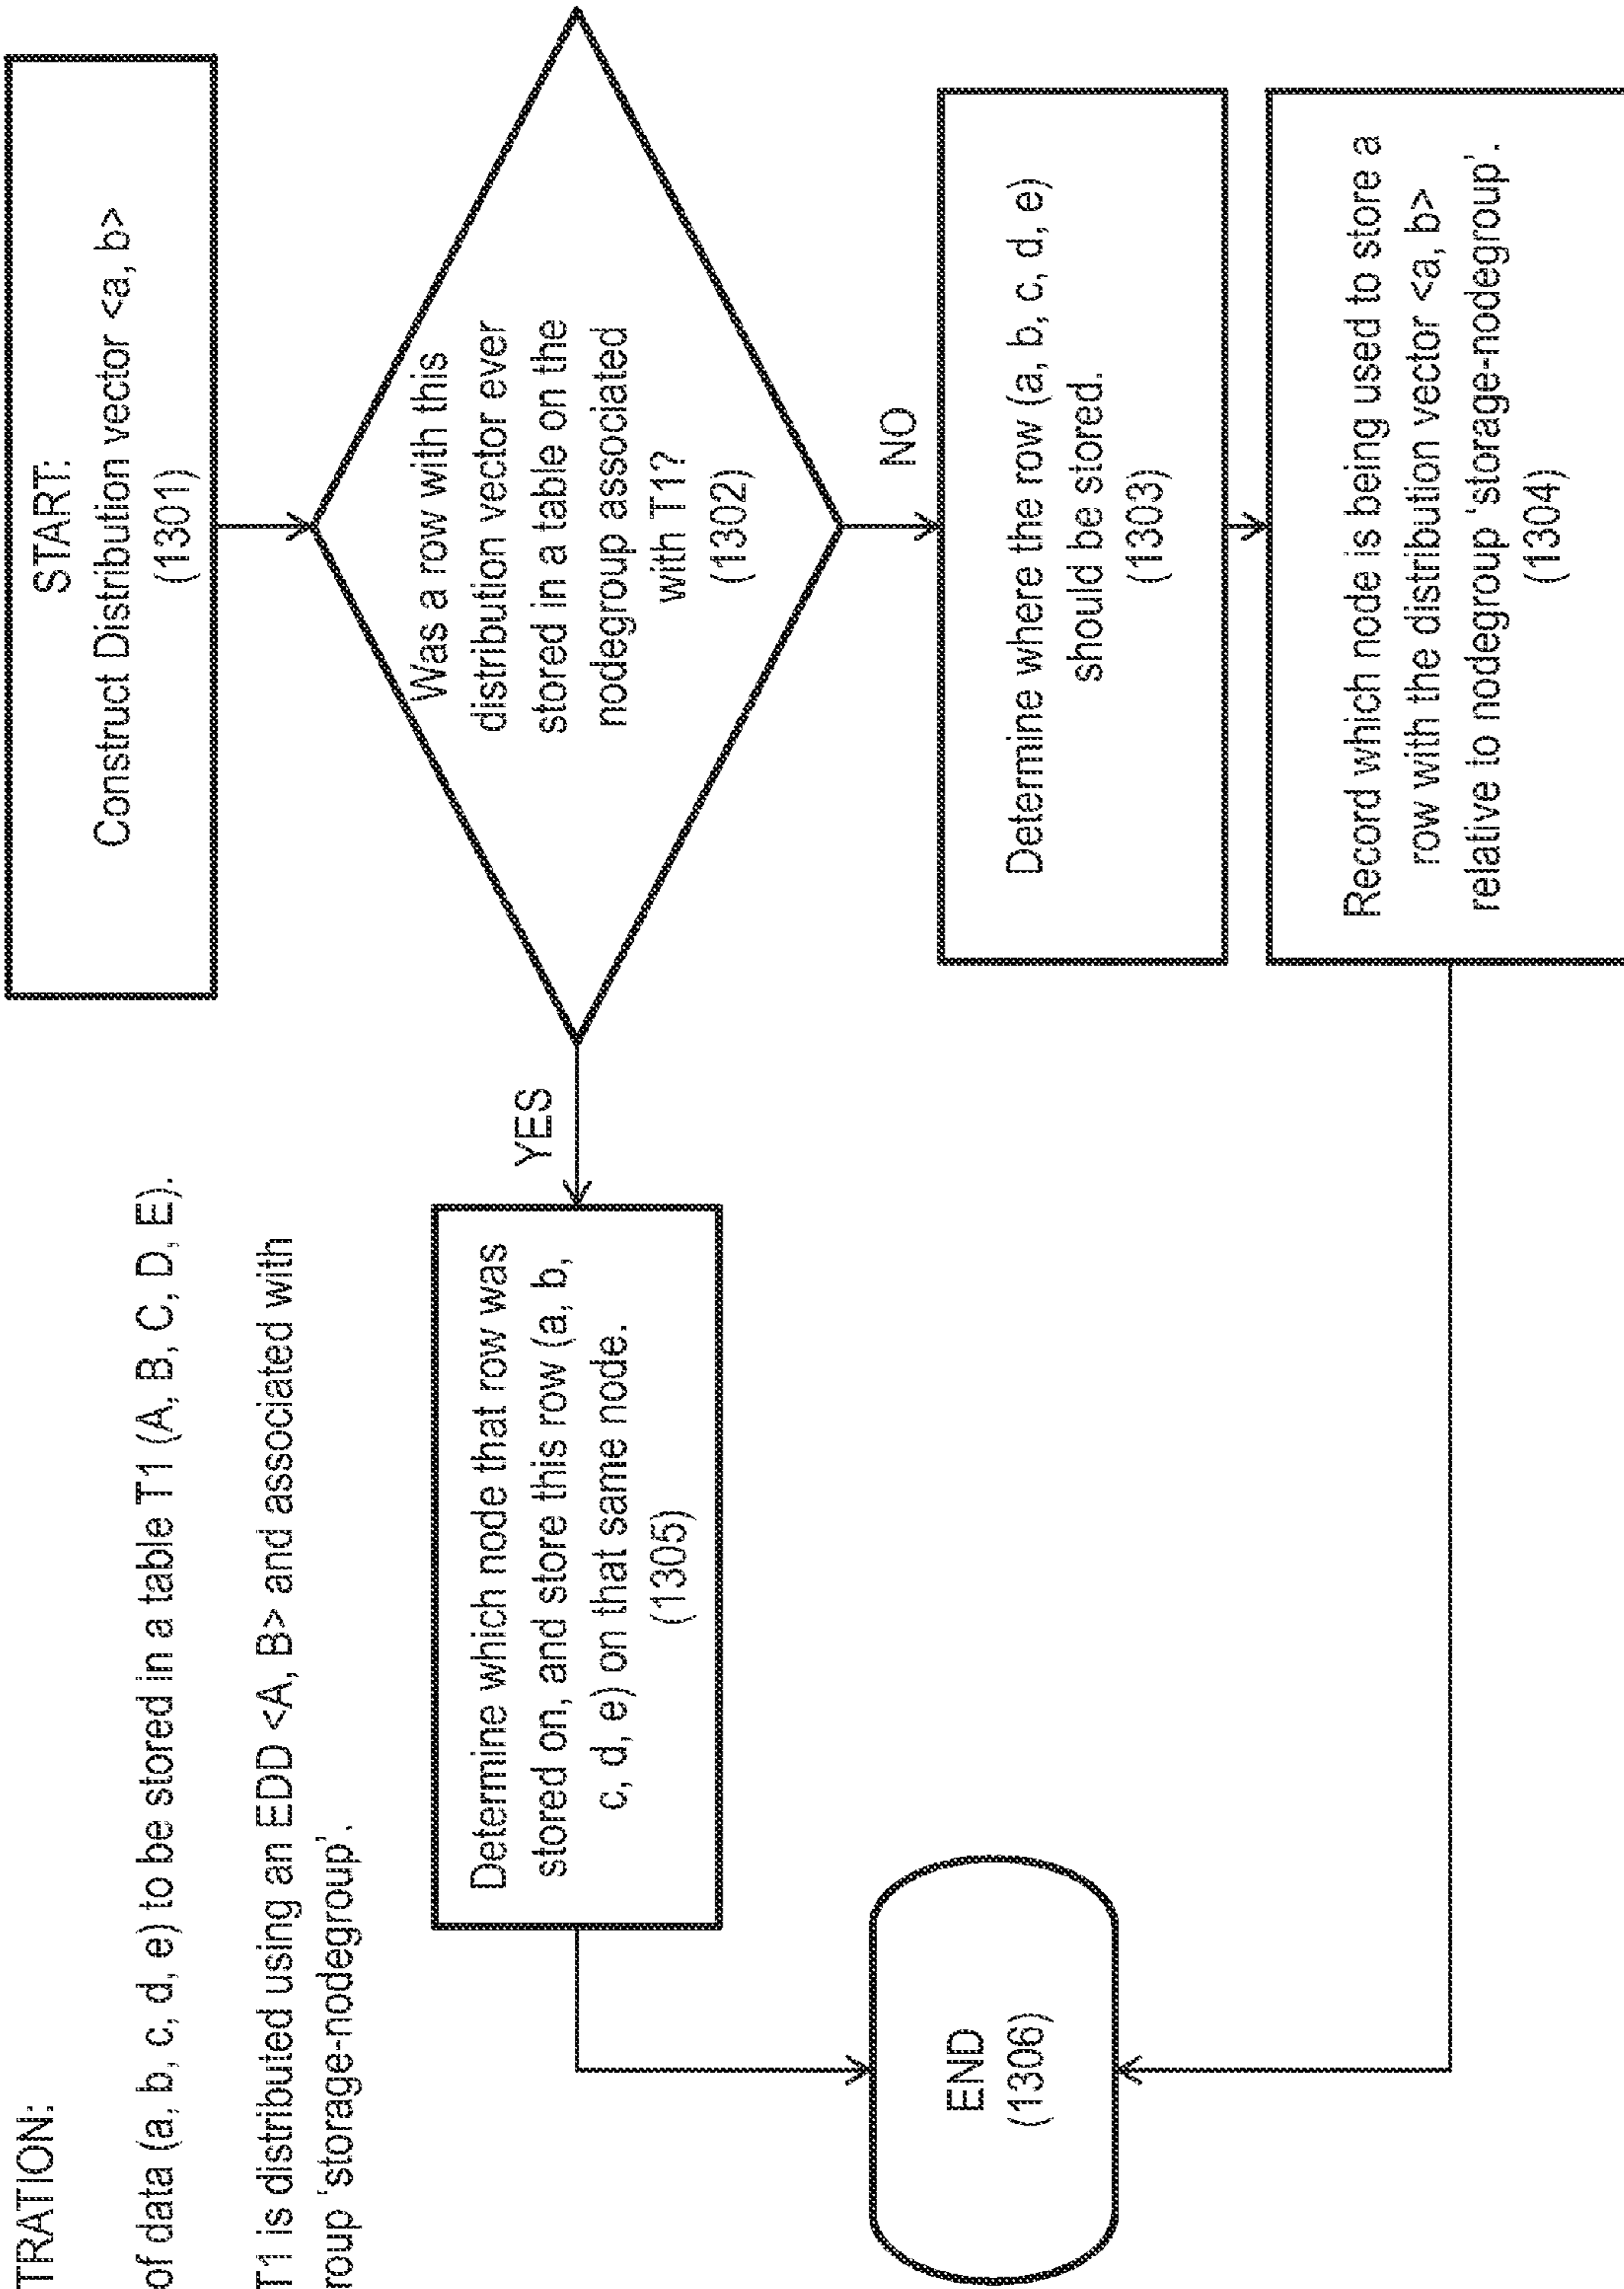 TRATION:
of data (a, b, c, d, e) to be stored in a table T1 (A, B, C, D, E).
T1 is distributed using an EDD <A, B> and associated with
roup 'storage-nodegroup'.
START:
Construct Distribution vector <a, b>
(1301)
Was a row with this
distribution vector ever
stored in a table on the
nodegroup associated
with T1?
(1302)
YES
NO
Determine which node that row was
stored on, and store this row (a, b,
c, d, e) on that same node.
(1305)
Determine where the row (a, b, c, d, e)
should be stored.
(1303)
Record which node is being used to store a
row with the distribution vector <a, b>
relative to nodegroup 'storage-nodegroup'.
(1304)
END
(1306)